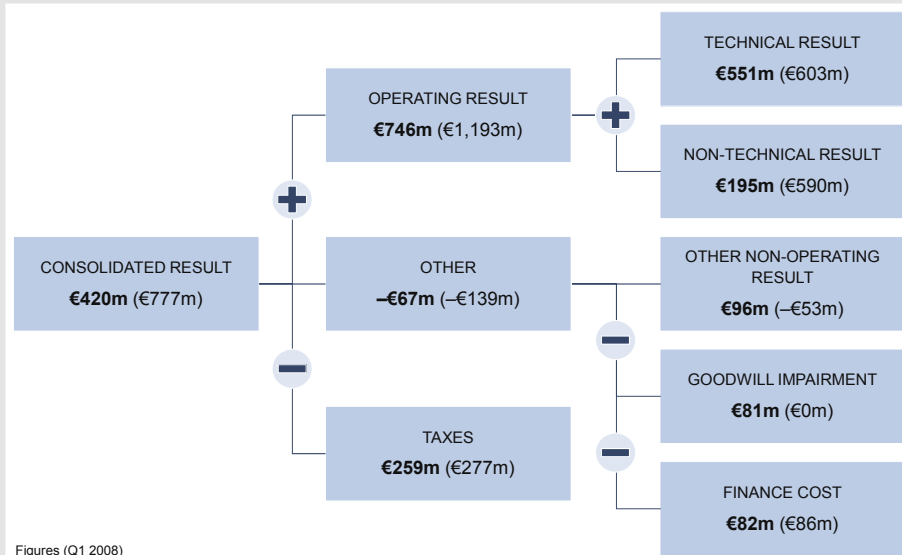 TECHNICAL RESULT
€551m (€603m)
OPERATING RESULT
€746m (€1,193m)
NON-TECHNICAL RESULT
€195m (€590m)
CONSOLIDATED RESULT
€420m (€777m)
OTHER
–€67m (–€139m)
OTHER NON-OPERATING
RESULT
€96m (–€53m)
GOODWILL IMPAIRMENT
€81m (€0m)
TAXES
€259m (€277m)
FINANCE COST
€82m (€86m)
Figures (Q1 2008)